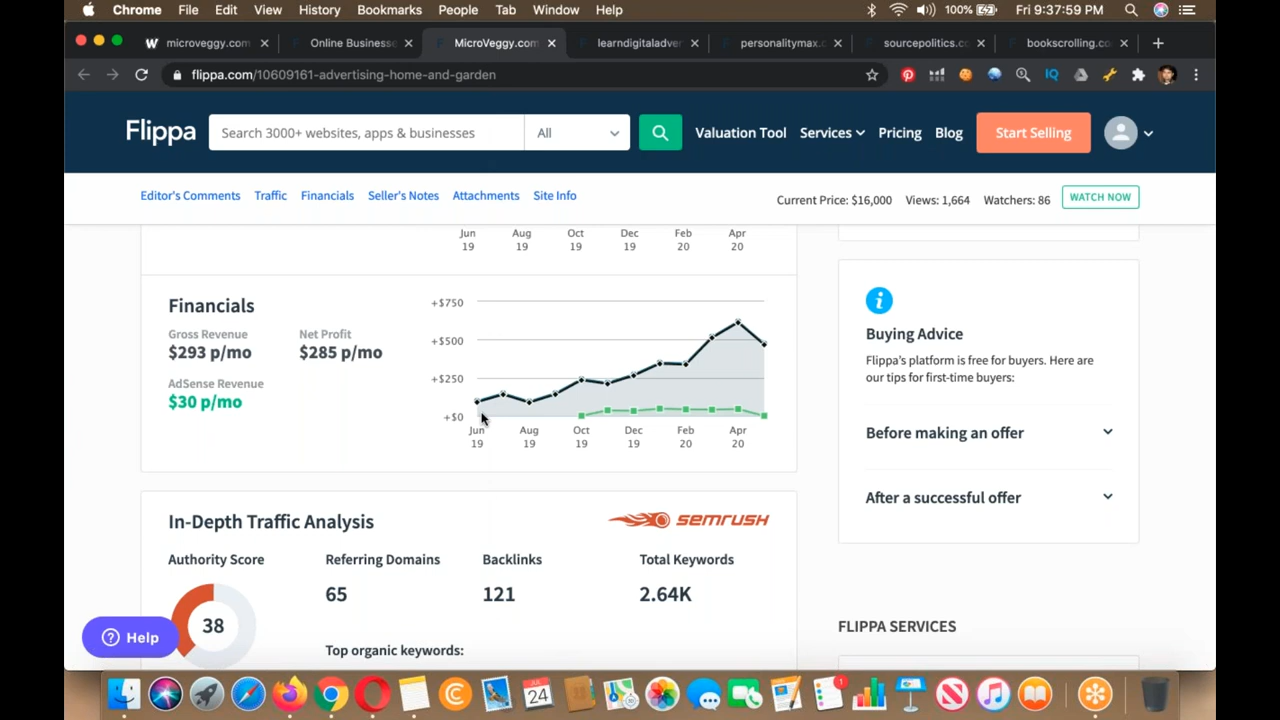 Chrome File Edit View History Bookmarks People Tab Window Help 100% Fri 9:37:59 PM
microveggy.com Online Business MicroVeggy.com learndigitaladver personalitymax.c sourcepolitics.co bookscrolling.co
flippa.com/10609161-advertising-home-and-garden
Flippa Search 3000+ websites, apps & businesses All Valuation Tool Services Pricing Blog Start Selling
Editor's Comments Traffic Financials Seller's Notes Attachments Site Info Current Price: $16,000 Views: 1,664 Watchers: 86 WATCH NOW
Jun Aug Oct Dec Feb Apr
19 19 19 19 20 20
Financials
Gross Revenue Net Profit
$293 p/mo $285 p/mo
AdSense Revenue
$30 p/mo
+$750
+$500
+$250
+$0
Jun Aug Oct Dec Feb Apr
19 19 19 19 20 20
Buying Advice
Flippa's platform is free for buyers. Here are
our tips for first-time buyers:
Before making an offer
After a successful offer
In-Depth Traffic Analysis semrush
Authority Score Referring Domains Backlinks Total Keywords
38 65 121 2.64K
Top organic keywords:
Help
FLIPPA SERVICES
24
1